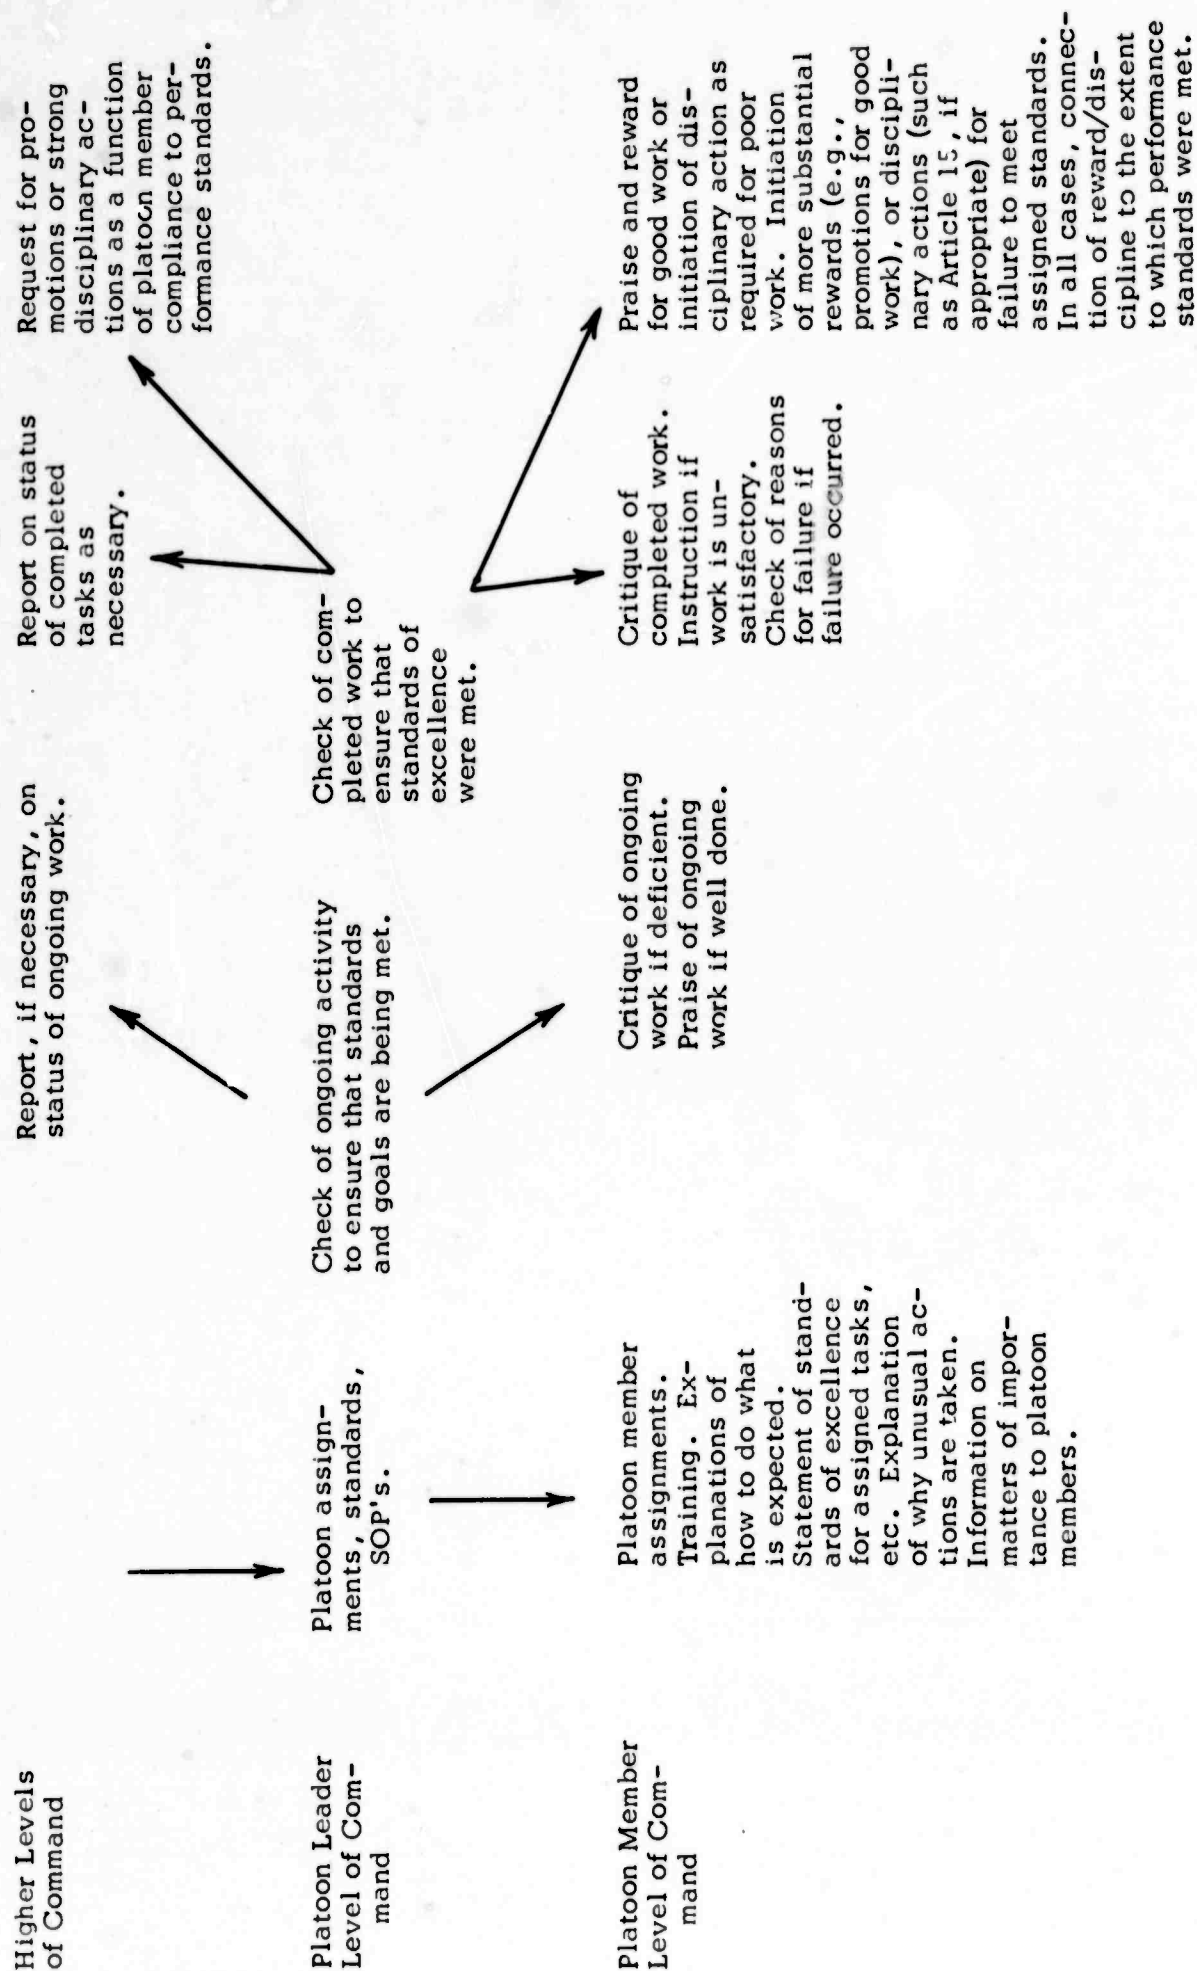 Higher Levels
of Command
Report, if necessary, on
status of ongoing work.
Report on status
of completed
tasks as
necessary.
Request for pro-
motions or strong
disciplinary ac-
tions as a function
of platoon member
compliance to per-
formance standards.
Platoon Leader
Level of Com-
mand
Platoon assign-
ments, standards,
SOP's.
Check of ongoing activity
to ensure that standards
and goals are being met.
Check of com-
pleted work to
ensure that
standards of
excellence
were met.
Platoon Member
Level of Com-
mand
Platoon member
assignments.
Training. Ex-
planations of
how to do what
is expected.
Statement of stand-
ards of excellence
for assigned tasks,
etc. Explanation
of why unusual ac-
tions are taken.
Information on
matters of impor-
tance to platoon
members.
Critique of ongoing
work if deficient.
Praise of ongoing
work if well done.
Critique of
completed work.
Instruction if
work is un-
satisfactory.
Check of reasons
for failure if
failure occurred.
Praise and reward
for good work or
initiation of dis-
ciplinary action as
required for poor
work. Initiation
of more substantial
rewards (e.g.,
promotions for good
work), or discipli-
nary actions (such
as Article 15, if
appropriate) for
failure to meet
assigned standards.
In all cases, connec-
tion of reward/dis-
cipline to the extent
to which performance
standards were met.